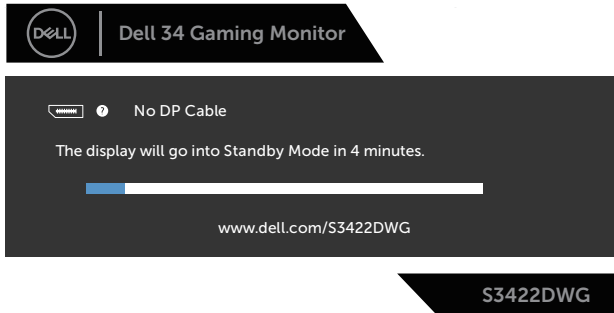 DELL
Dell 34 Gaming Monitor
? No DP Cable
The display will go into Standby Mode in 4 minutes.
www.dell.com/S3422DWG
S3422DWG